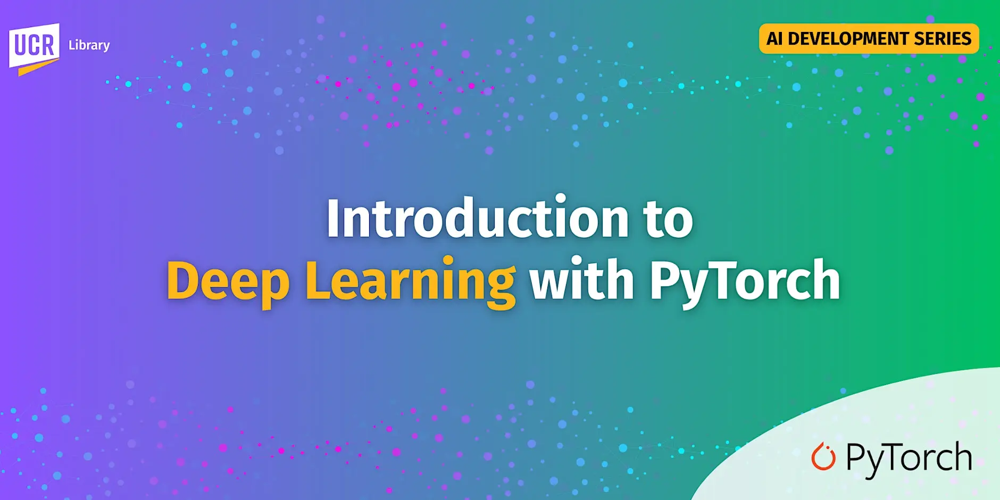 UCR Library
AI DEVELOPMENT SERIES
Introduction to
Deep Learning with PyTorch
PyTorch